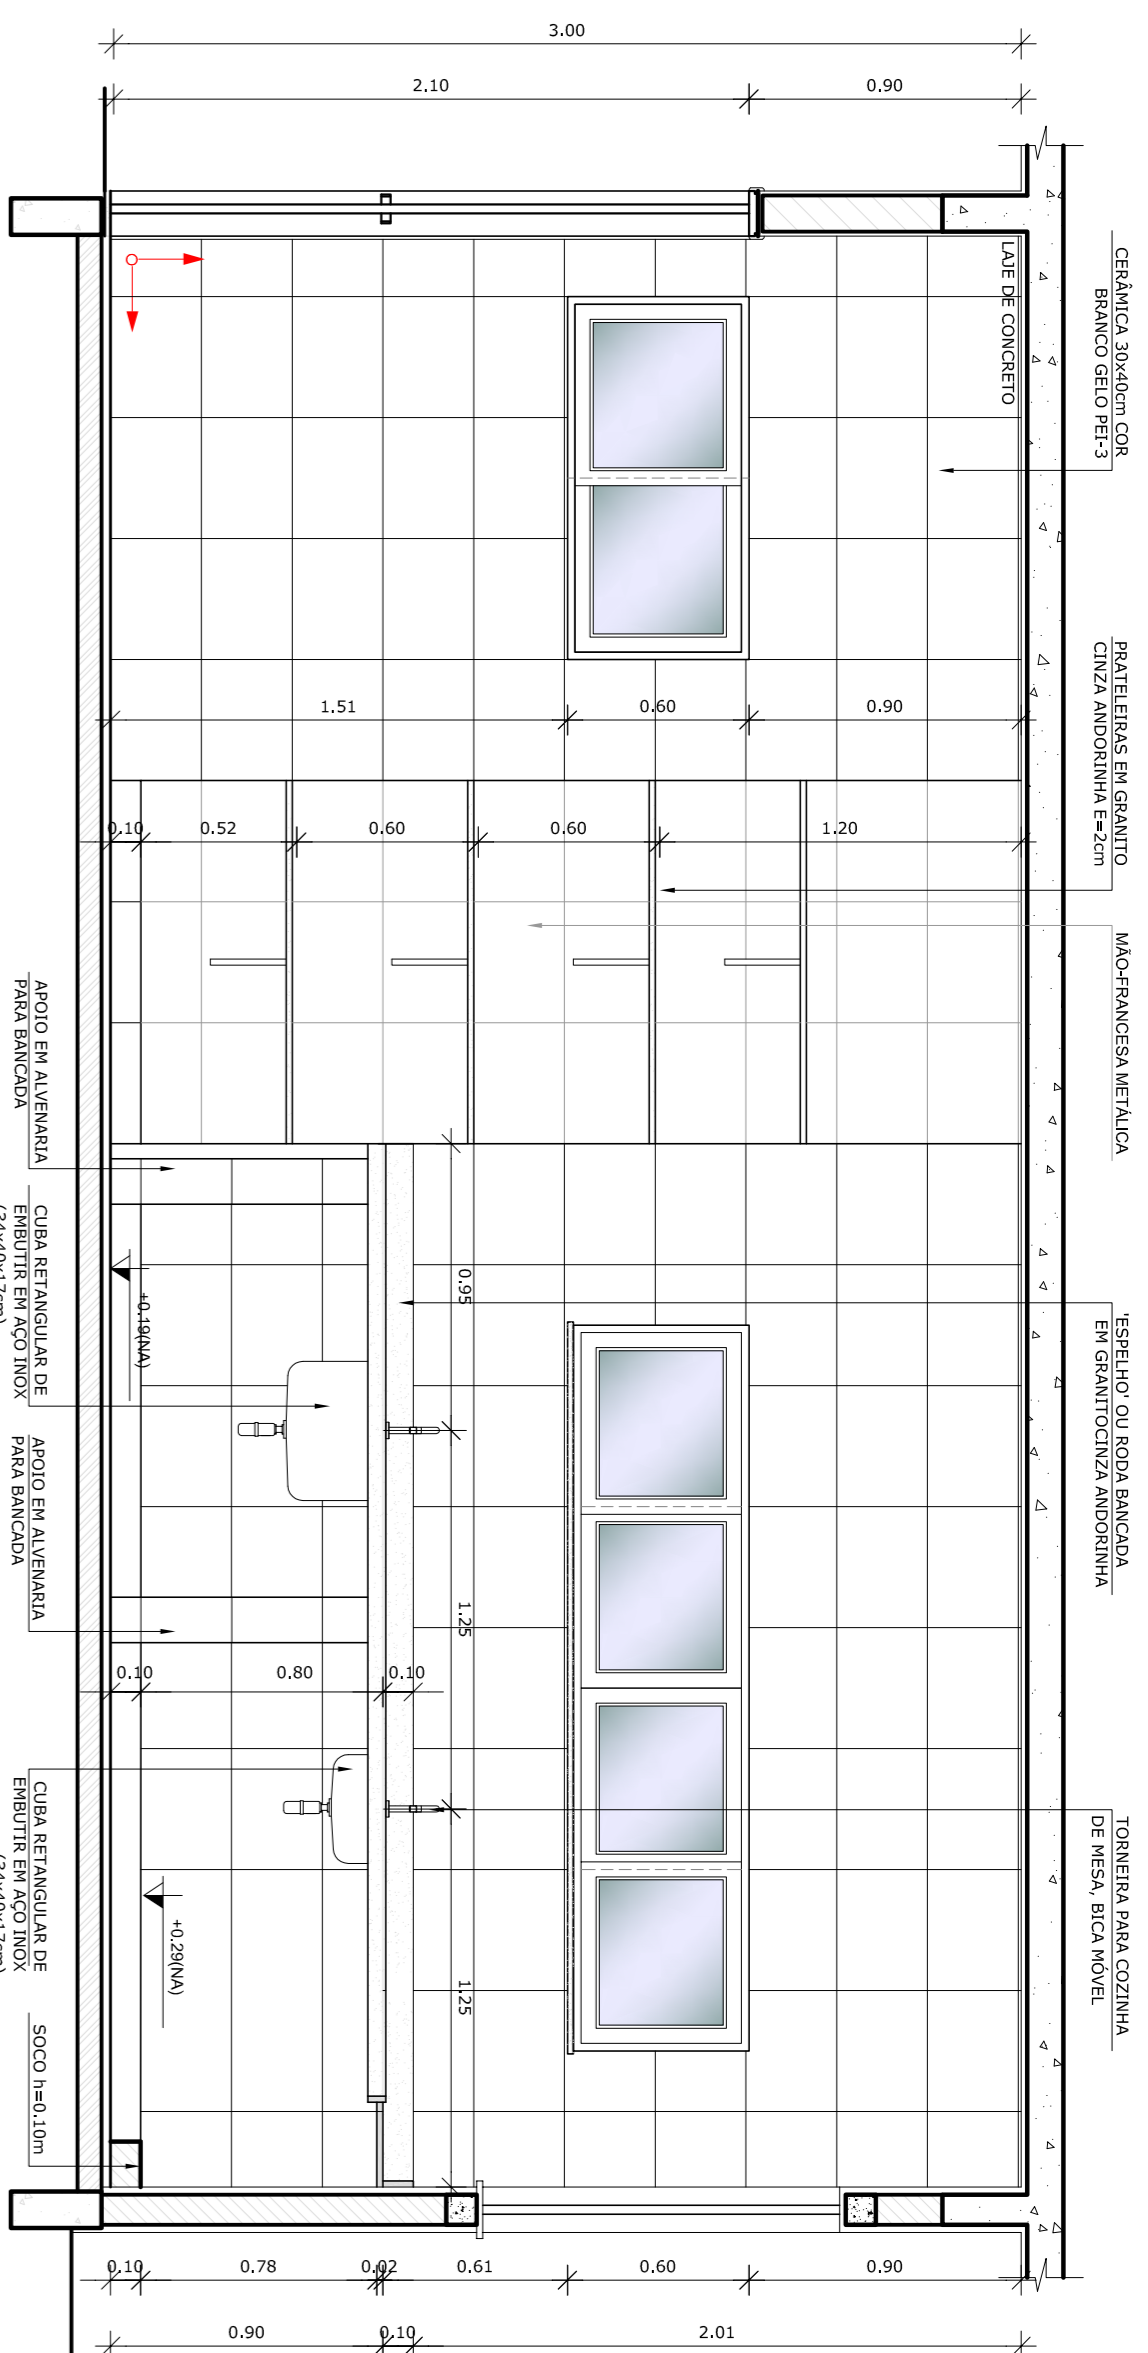 3.00
2.10
0.90
CERÂMICA 30x40cm COR
BRANCO GELO PEI-3
LAJE DE CONCRETO
PRATELEIRAS EM GRANITO
CINZA ANDORINHA E=2cm
MÃO-FRANCESA METÁLICA
'ESPELHO' OU RODA BANCADA
EM GRANITOCINZA ANDORINHA
TORNEIRA PARA COZINHA
DE MESA, BICA MÓVEL
1.51
0.60
0.90
0.10
0.52
0.60
0.60
1.20
0.95
1.25
1.25
+0.19(NA)
0.10
0.80
0.10
+0.29(NA)
APOIO EM ALVENARIA
PARA BANCADA
CUBA RETANGULAR DE
EMBUTIR EM AÇO INOX
(34x40x17cm)
APOIO EM ALVENARIA
PARA BANCADA
CUBA RETANGULAR DE
EMBUTIR EM AÇO INOX
(34x40x17cm)
SOCO h=0.10m
0.10
0.78
0.02
0.61
0.60
0.90
0.90
0.10
2.01